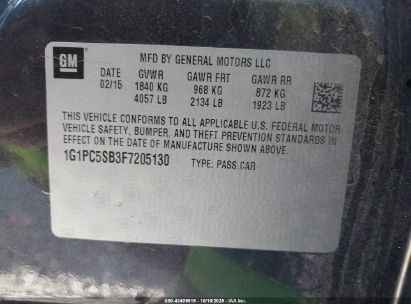 GM
MFD BY GENERAL MOTORS LLC
DATE GVWR GAWR FRT GAWR RR
02/15 1840 KG 968 KG 872 KG
4057 LB 2134 LB 1923 LB
THIS VEHICLE CONFORMS TO ALL APPLICABLE U.S. FEDERAL MOTOR
VEHICLE SAFETY, BUMPER, AND THEFT PREVENTION STANDARDS IN
EFFECT ON THE DATE OF MANUFACTURE SHOWN ABOVE.
1G1PC5SB3F7205130 TYPE: PASS CAR